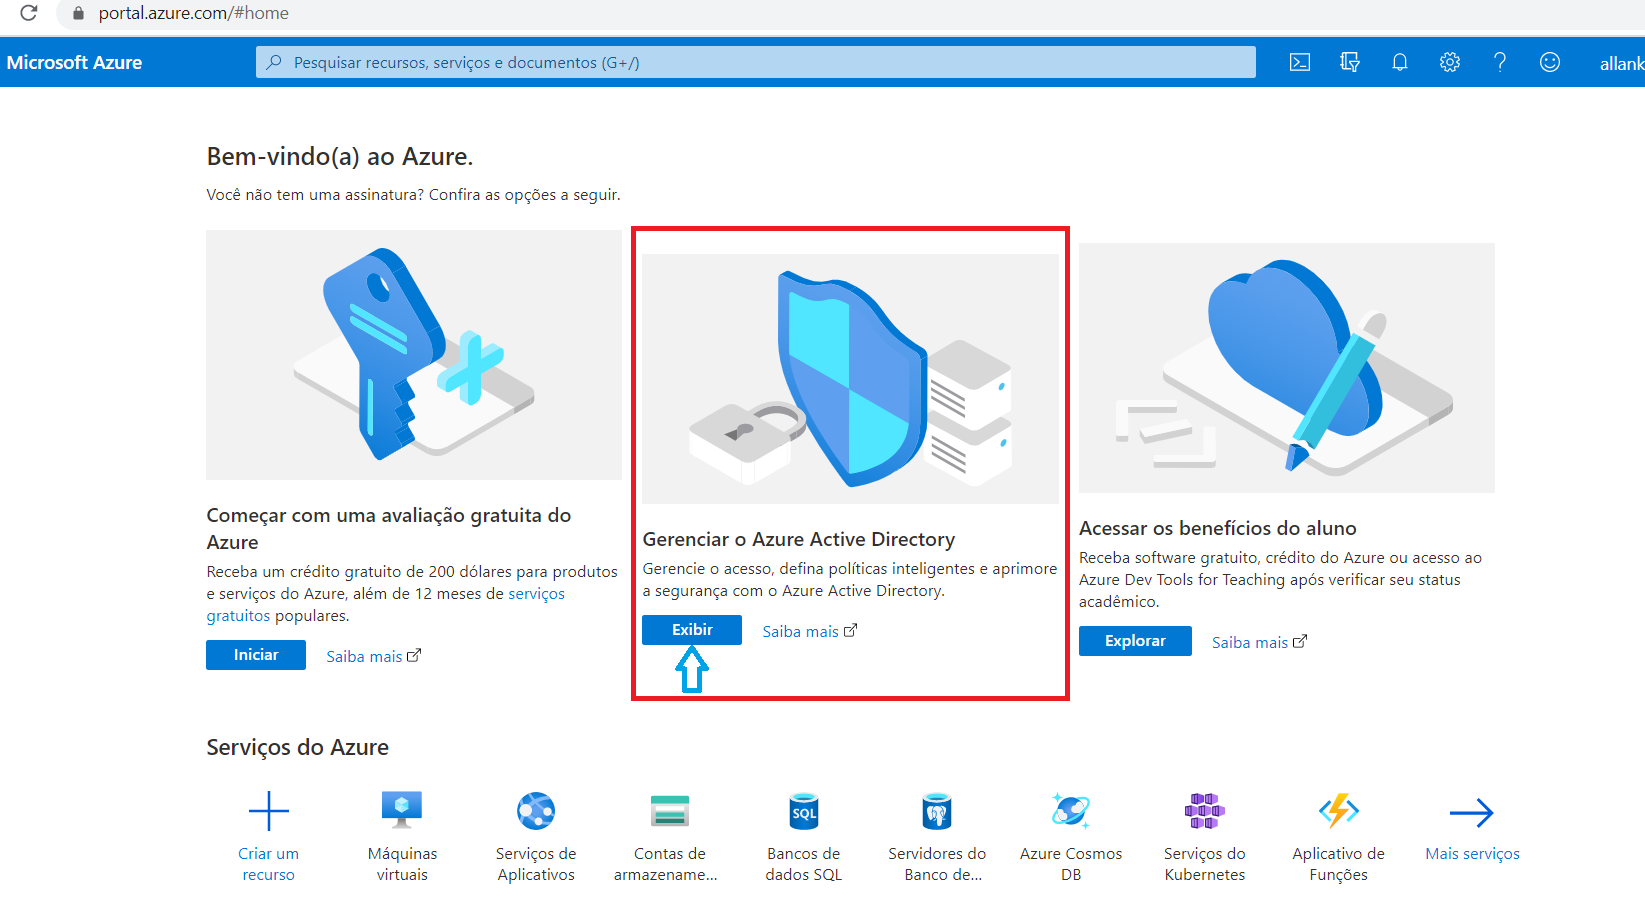 portal.azure.com/#home
Microsoft Azure
Pesquisar recursos, serviços e documentos (G+/)
allank
Bem-vindo(a) ao Azure.
Você não tem uma assinatura? Confira as opções a seguir.
Começar com uma avaliação gratuita do
Azure
Receba um crédito gratuito de 200 dólares para produtos
e serviços do Azure, além de 12 meses de serviços
gratuitos populares.
Iniciar
Saiba mais
Gerenciar o Azure Active Directory
Gerencie o acesso, defina políticas inteligentes e aprimore
a segurança com o Azure Active Directory.
Exibir
Saiba mais
Acessar os benefícios do aluno
Receba software gratuito, crédito do Azure ou acesso ao
Azure Dev Tools for Teaching após verificar seu status
acadêmico.
Explorar
Saiba mais
Serviços do Azure
Criar um
recurso
Máquinas
virtuais
Serviços de
Aplicativos
Contas de
armazename...
SQL
Bancos de
dados SQL
Servidores do
Banco de...
Azure Cosmos
DB
Serviços do
Kubernetes
Aplicativo de
Funções
Mais serviços